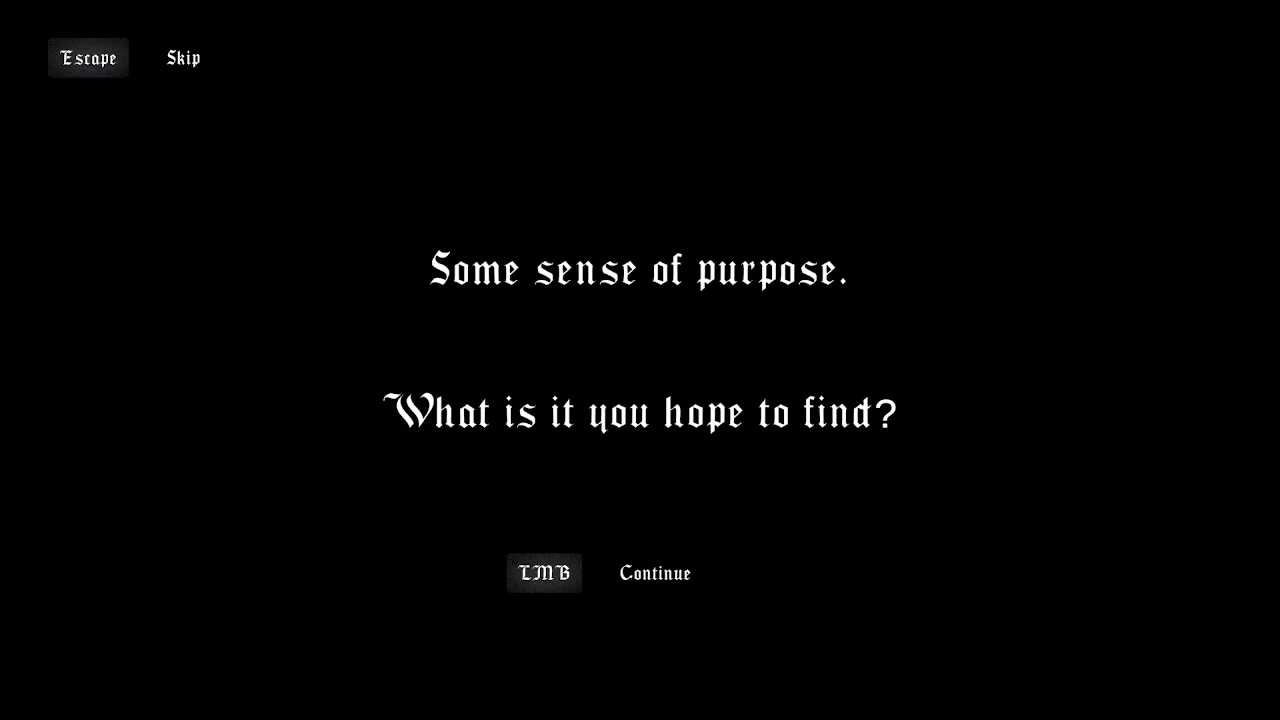 Escape Skip
Some sense of purpose.
What is it you hope to find?
LMB Continue